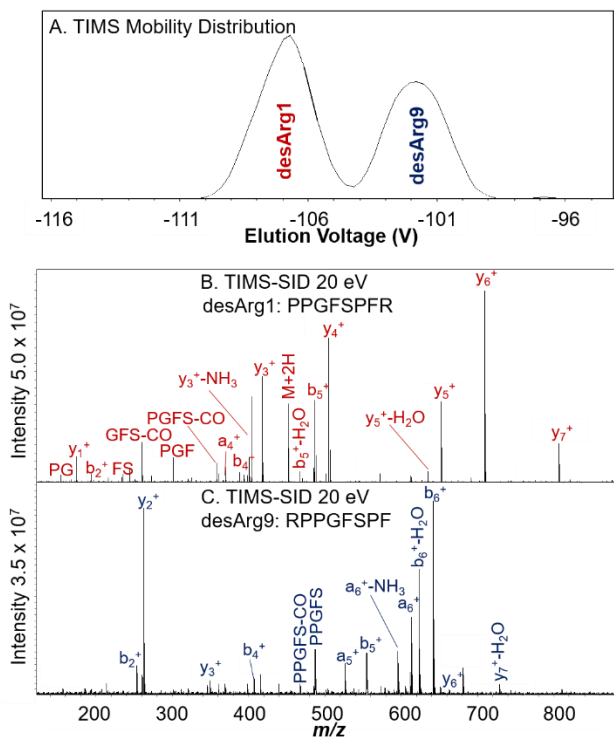 A. TIMS Mobility Distribution
desArg1
desArg9
-116 -111 -106 -101 -96
Elution Voltage (V)
B. TIMS-SID 20 eV
desArg1: PPGFSPFR
Intensity 5.0 x 10⁷
y₆⁺
y₄⁺
y₃⁺-NH₃
y₃⁺
M+2H
b₅⁺
PGFS-CO
b₅⁺-H₂O
y₅⁺-H₂O
y₅⁺
GFS-CO
a₄⁺
y₁⁺
PGF
b₄⁻
y₇⁺
PG
b₂⁺
FS
C. TIMS-SID 20 eV
desArg9: RPPGFSPF
Intensity 3.5 x 10⁷
y₂⁺
b₆⁺
b₆⁺-H₂O
a₆⁺-NH₃
a₆⁺
PPGFS-CO
PPGFS
b₂⁺
b₄⁺
a₅⁺
b₅⁺
y₃⁺
y₆⁺
y₇⁺-H₂O
200 300 400 500 600 700 800
m/z